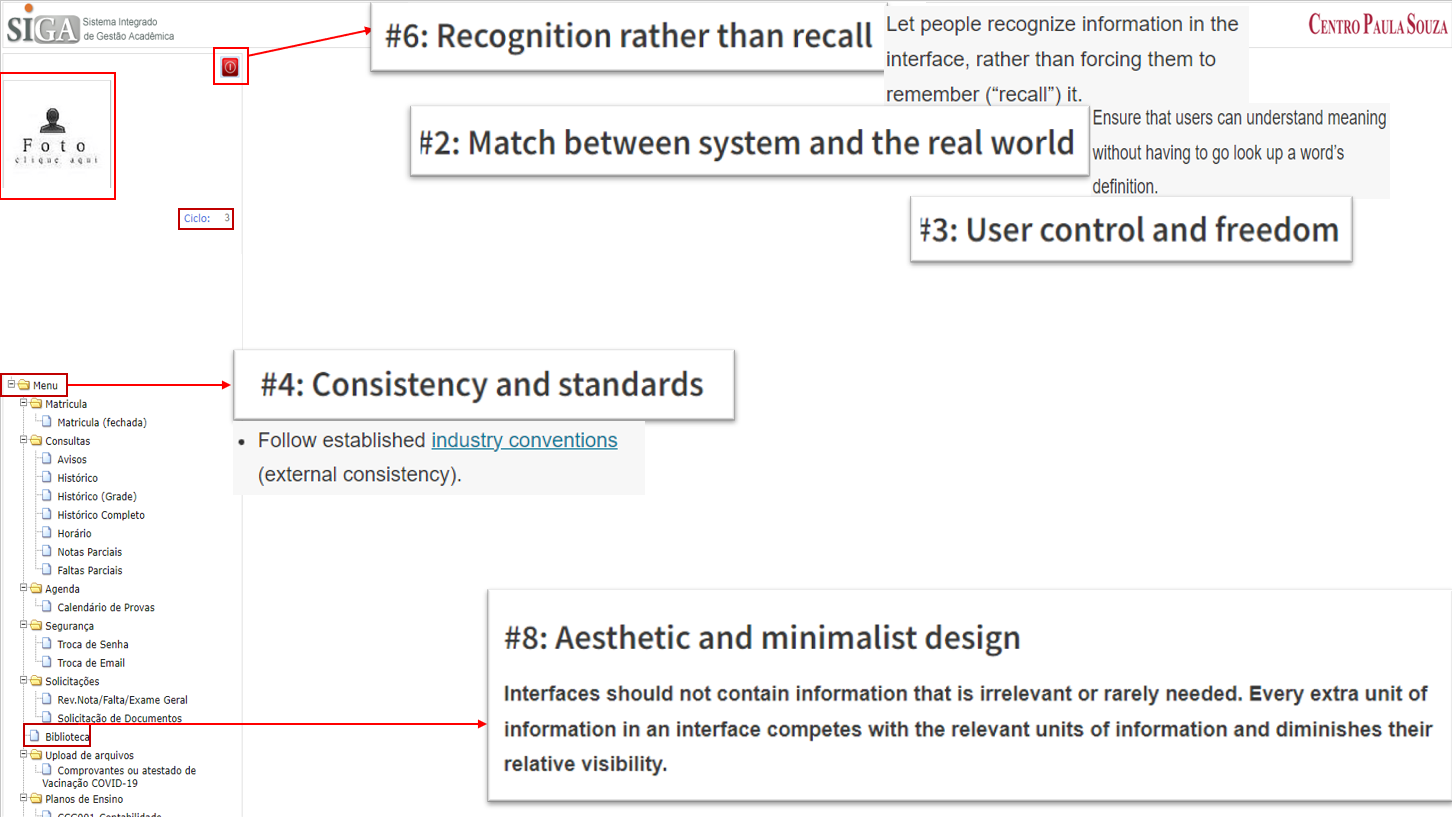 SIGA Sistema Integrado
de Gestão Acadêmica
#6: Recognition rather than recall
Let people recognize information in the
interface, rather than forcing them to
remember (“recall”) it.
CENTRO PAULA SOUZA
#2: Match between system and the real world
Ensure that users can understand meaning
without having to go look up a word’s
definition.
Foto
clique aqui
Ciclo: 3
#3: User control and freedom
Menu
#4: Consistency and standards
• Follow established industry conventions
(external consistency).
Matricula
Matricula (fechada)
Consultas
Avisos
Histórico
Histórico (Grade)
Histórico Completo
Horário
Notas Parciais
Faltas Parciais
Agenda
Calendário de Provas
Segurança
Troca de Senha
Troca de Email
Solicitações
Rev.Nota/Falta/Exame Geral
Solicitação de Documentos
Biblioteca
#8: Aesthetic and minimalist design
Interfaces should not contain information that is irrelevant or rarely needed. Every extra unit of
information in an interface competes with the relevant units of information and diminishes their
relative visibility.
Upload de arquivos
Comprovantes ou atestado de
Vacinação COVID-19
Planos de Ensino